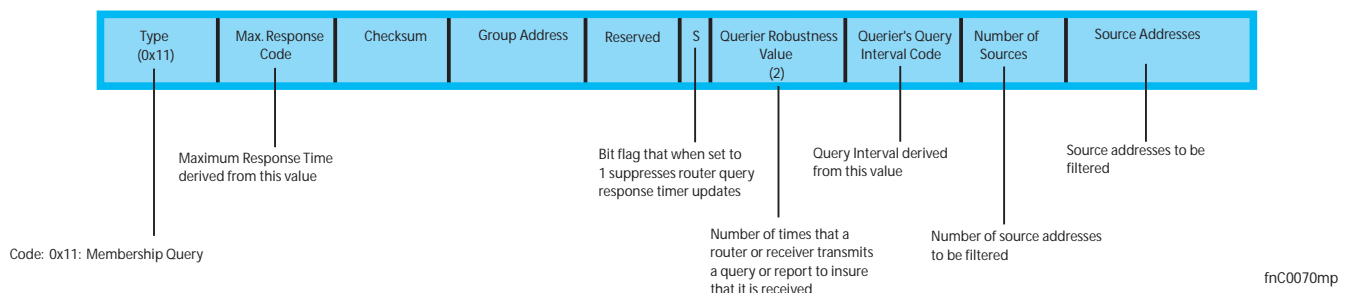 Type
(0x11)
Max. Response
Code
Checksum
Group Address
Reserved
S
Querier Robustness
Value
(2)
Querier's Query
Interval Code
Number of
Sources
Source Addresses
Maximum Response Time
derived from this value
Bit flag that when set to
1 suppresses router query
response timer updates
Query Interval derived
from this value
Source addresses to be
filtered
Code: 0x11: Membership Query
Number of times that a
router or receiver transmits
a query or report to insure
that it is received
Number of source addresses
to be filtered
fnC0070mp